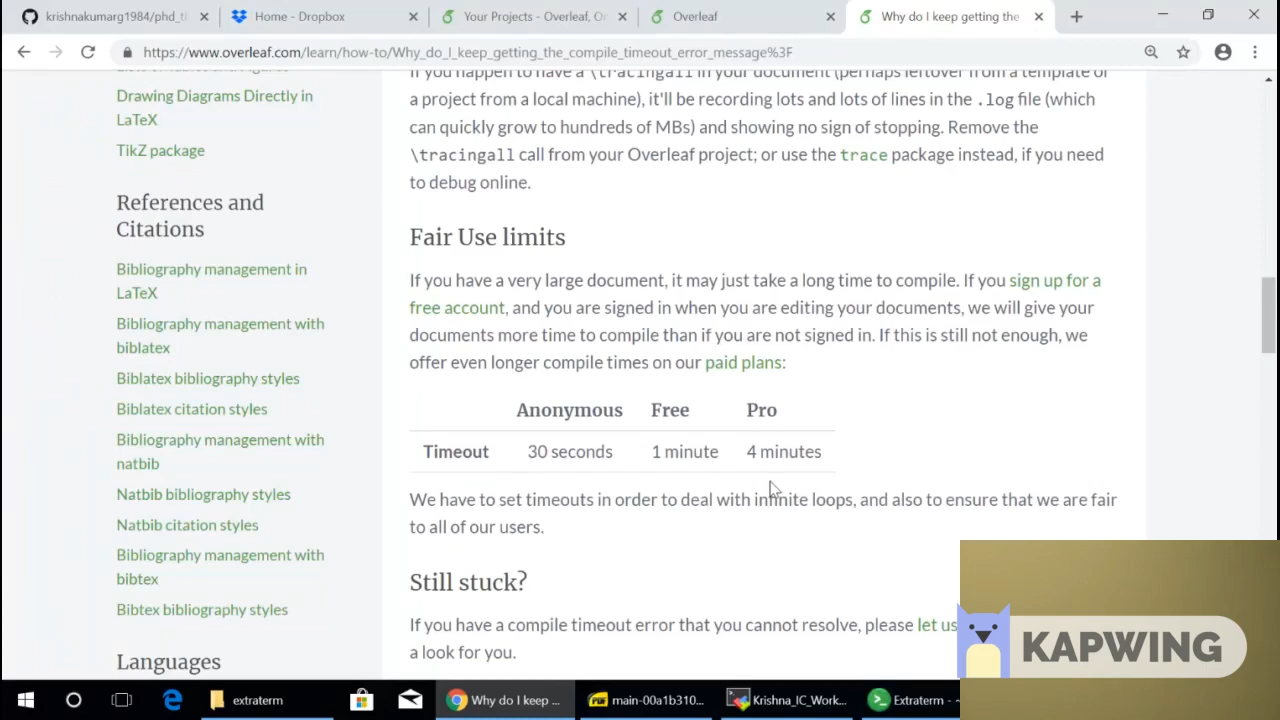 krishnakumarg1984/phd_tl
Home - Dropbox
Your Projects - Overleaf, Or
Overleaf
Why do I keep getting the
https://www.overleaf.com/learn/how-to/Why_do_I_keep_getting_the_compile_timeout_error_message%3F
Lists of Tables and Figures
Drawing Diagrams Directly in
LaTeX
TikZ package
References and
Citations
Bibliography management in
LaTeX
Bibliography management with
biblatex
Biblatex bibliography styles
Biblatex citation styles
Bibliography management with
natbib
Natbib bibliography styles
Natbib citation styles
Bibliography management with
bibtex
Bibtex bibliography styles
Languages
If you happen to have a \tracingall in your document (perhaps leftover from a template or
a project from a local machine), it'll be recording lots and lots of lines in the .log file (which
can quickly grow to hundreds of MBs) and showing no sign of stopping. Remove the
\tracingall call from your Overleaf project; or use the trace package instead, if you need
to debug online.
Fair Use limits
If you have a very large document, it may just take a long time to compile. If you sign up for a
free account, and you are signed in when you are editing your documents, we will give your
documents more time to compile than if you are not signed in. If this is still not enough, we
offer even longer compile times on our paid plans:
Anonymous Free Pro
Timeout 30 seconds 1 minute 4 minutes
We have to set timeouts in order to deal with infinite loops, and also to ensure that we are fair
to all of our users.
Still stuck?
If you have a compile timeout error that you cannot resolve, please let us
a look for you.
KAPWING
extraterm
Why do I keep ...
PDF
main-00a1b310...
Krishna_IC_Work...
Extraterm - ~